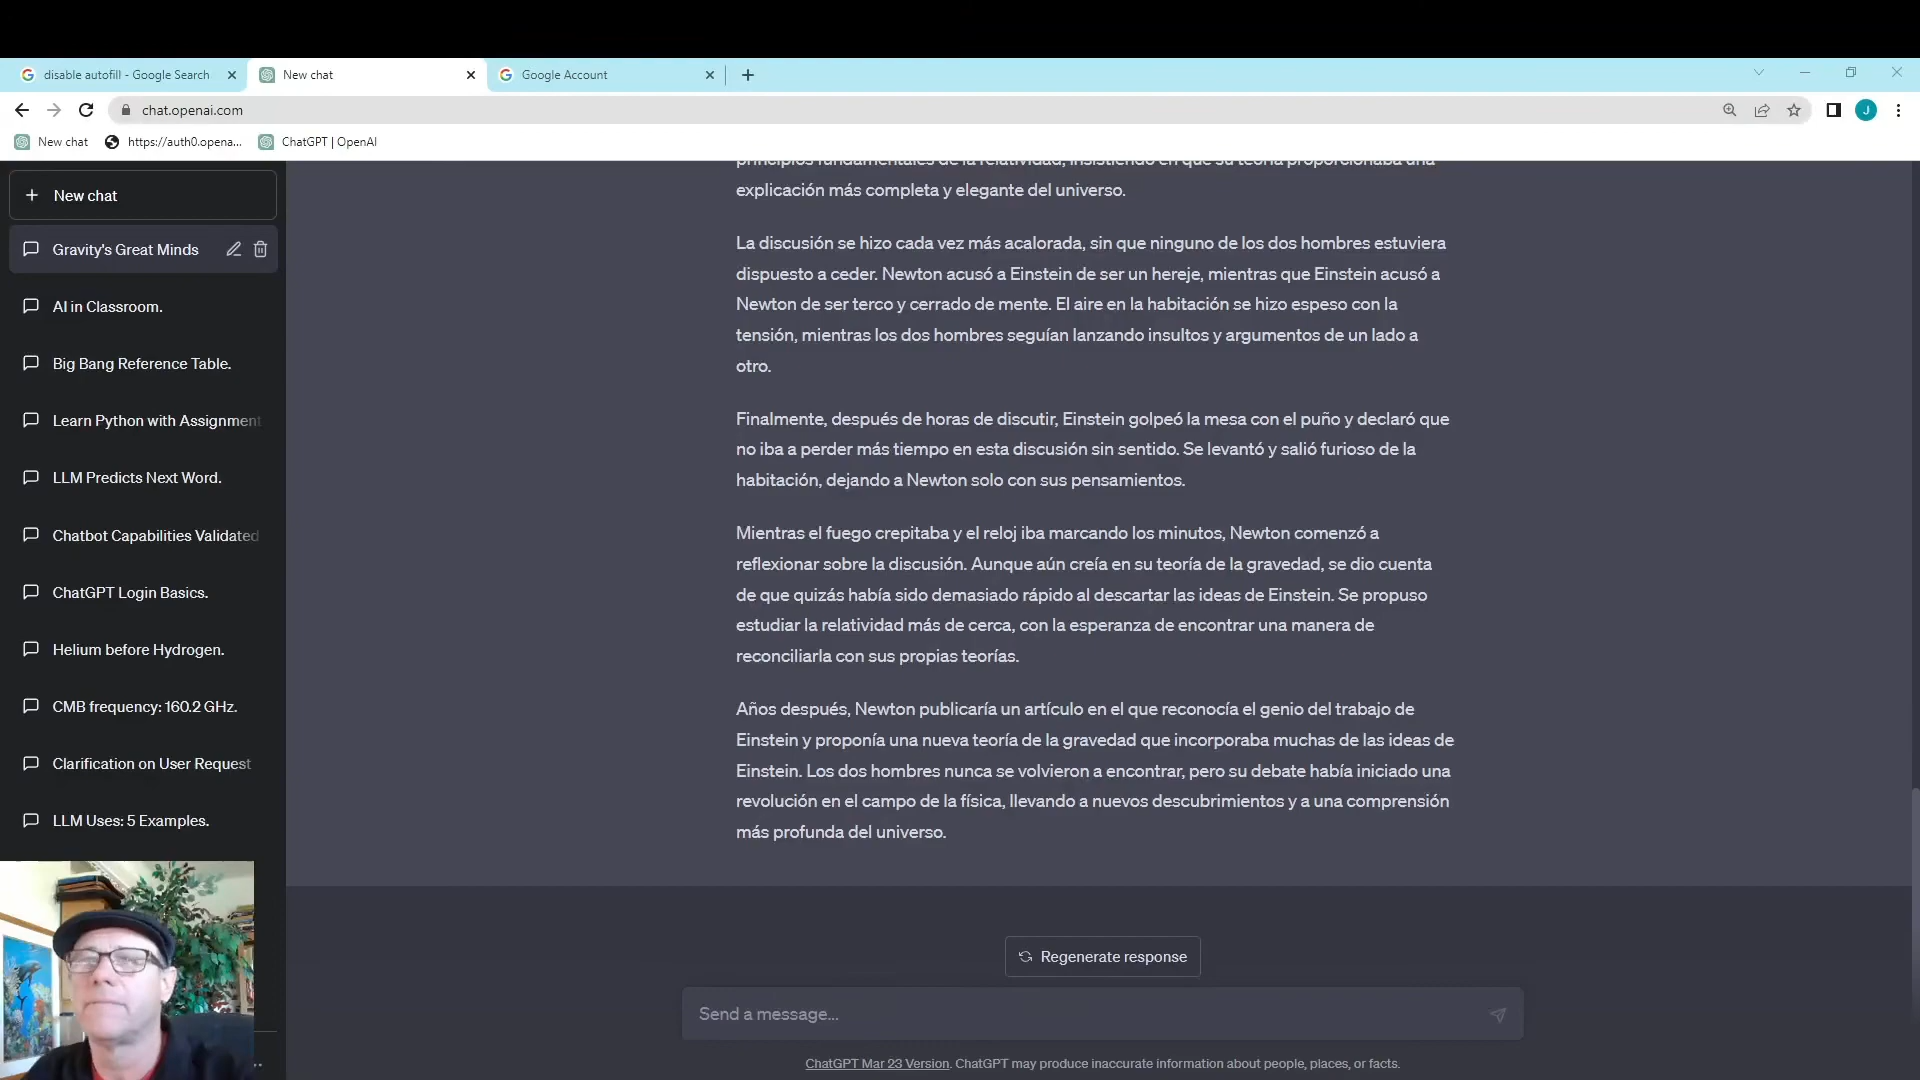 disable autofill - Google Search
New chat
Google Account
chat.openai.com
J
New chat
https://auth0.opena...
ChatGPT | OpenAI
New chat
Gravity's Great Minds
AI in Classroom.
Big Bang Reference Table.
Learn Python with Assignment
LLM Predicts Next Word.
Chatbot Capabilities Validated
ChatGPT Login Basics.
Helium before Hydrogen.
CMB frequency: 160.2 GHz.
Clarification on User Request
LLM Uses: 5 Examples.
principios fundamentales de la relatividad, insistiendo en que su teoría proporcionaba una
explicación más completa y elegante del universo.
La discusión se hizo cada vez más acalorada, sin que ninguno de los dos hombres estuviera
dispuesto a ceder. Newton acusó a Einstein de ser un hereje, mientras que Einstein acusó a
Newton de ser terco y cerrado de mente. El aire en la habitación se hizo espeso con la
tensión, mientras los dos hombres seguían lanzando insultos y argumentos de un lado a
otro.
Finalmente, después de horas de discutir, Einstein golpeó la mesa con el puño y declaró que
no iba a perder más tiempo en esta discusión sin sentido. Se levantó y salió furioso de la
habitación, dejando a Newton solo con sus pensamientos.
Mientras el fuego crepitaba y el reloj iba marcando los minutos, Newton comenzó a
reflexionar sobre la discusión. Aunque aún creía en su teoría de la gravedad, se dio cuenta
de que quizás había sido demasiado rápido al descartar las ideas de Einstein. Se propuso
estudiar la relatividad más de cerca, con la esperanza de encontrar una manera de
reconciliarla con sus propias teorías.
Años después, Newton publicaría un artículo en el que reconocía el genio del trabajo de
Einstein y proponía una nueva teoría de la gravedad que incorporaba muchas de las ideas de
Einstein. Los dos hombres nunca se volvieron a encontrar, pero su debate había iniciado una
revolución en el campo de la física, llevando a nuevos descubrimientos y a una comprensión
más profunda del universo.
Regenerate response
Send a message...
ChatGPT Mar 23 Version. ChatGPT may produce inaccurate information about people, places, or facts.